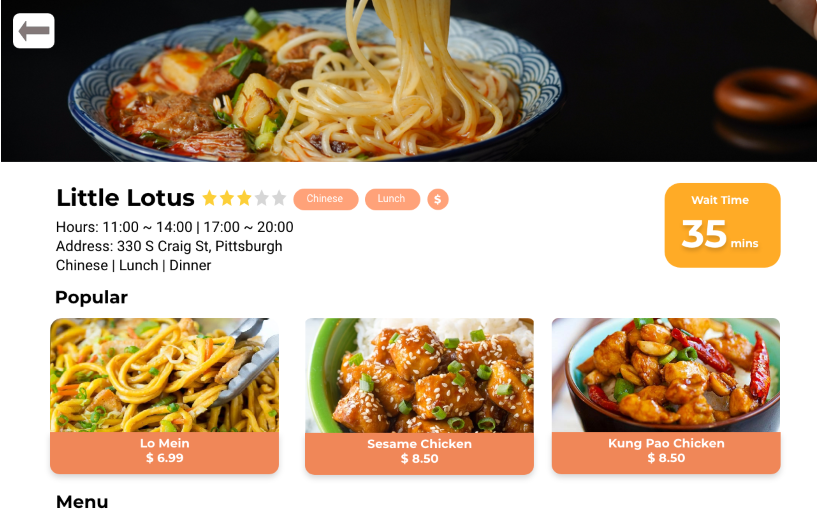 Little Lotus Chinese Lunch $
Hours: 11:00 ~ 14:00 | 17:00 ~ 20:00
Address: 330 S Craig St, Pittsburgh
Chinese | Lunch | Dinner
Wait Time
35 mins
Popular
Lo Mein
$ 6.99
Sesame Chicken
$ 8.50
Kung Pao Chicken
$ 8.50
Menu